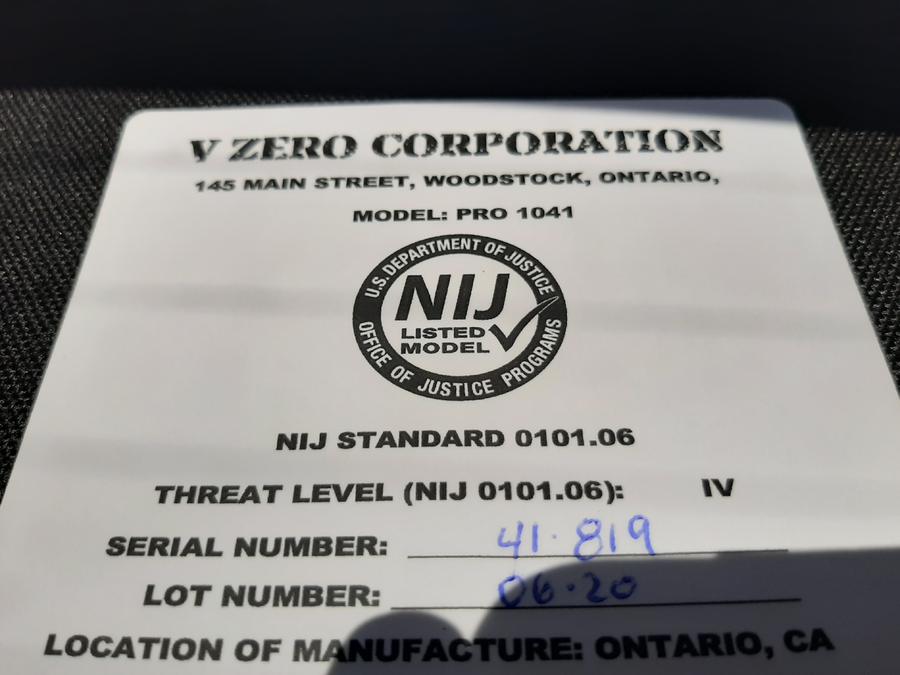 V ZERO CORPORATION
145 MAIN STREET, WOODSTOCK, ONTARIO,
MODEL: PRO 1041
U.S. DEPARTMENT OF JUSTICE
NIJ
LISTED
MODEL
OFFICE OF JUSTICE PROGRAMS
NIJ STANDARD 0101.06
THREAT LEVEL (NIJ 0101.06): IV
SERIAL NUMBER: 41.819
LOT NUMBER: 06.20
LOCATION OF MANUFACTURE: ONTARIO, CA